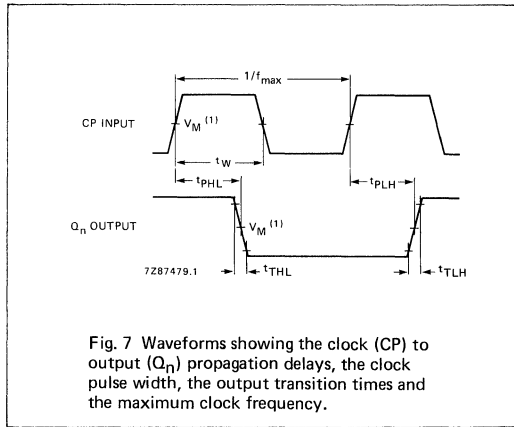 1/fmax
CP INPUT
VM (1)
tW
tPHL
tPLH
Qn OUTPUT
VM (1)
7Z87479.1
tTHL
tTLH
Fig. 7 Waveforms showing the clock (CP) to
output (Qn) propagation delays, the clock
pulse width, the output transition times and
the maximum clock frequency.